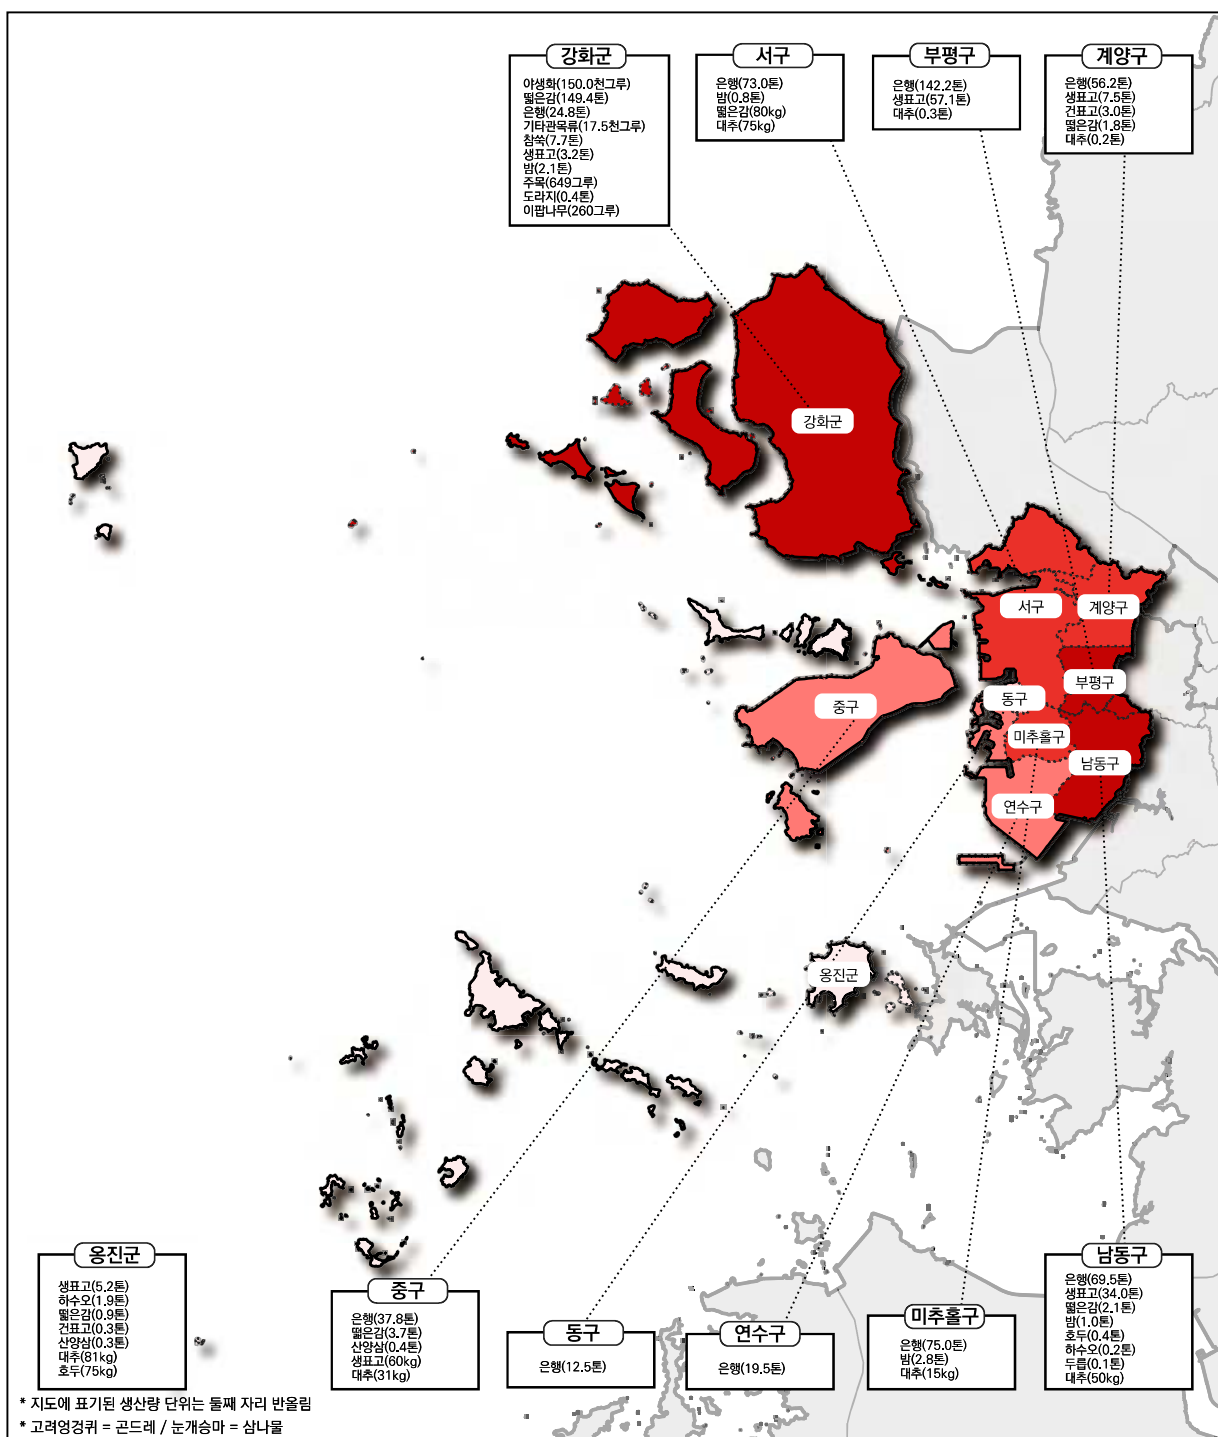 강화군
야생화(150.0천그루)
떫은감(149.4톤)
은행(24.8톤)
기타관목류(17.5천그루)
참쑥(7.7톤)
생표고(3.2톤)
밤(2.1톤)
주목(649그루)
도라지(0.4톤)
이팝나무(260그루)
서구
은행(73.0톤)
밤(0.8톤)
떫은감(80kg)
대추(75kg)
부평구
은행(142.2톤)
생표고(57.1톤)
대추(0.3톤)
계양구
은행(56.2톤)
생표고(7.5톤)
건표고(3.0톤)
떫은감(1.8톤)
대추(0.2톤)
강화군
서구
계양구
부평구
동구
중구
미추홀구
남동구
연수구
옹진군
옹진군
생표고(5.2톤)
하수오(1.9톤)
떫은감(0.9톤)
건표고(0.3톤)
산양삼(0.3톤)
대추(81kg)
호두(75kg)
중구
은행(37.8톤)
떫은감(3.7톤)
산양삼(0.4톤)
생표고(60kg)
대추(31kg)
동구
은행(12.5톤)
연수구
은행(19.5톤)
미추홀구
은행(75.0톤)
밤(2.8톤)
대추(15kg)
남동구
은행(69.5톤)
생표고(34.0톤)
떫은감(2.1톤)
밤(1.0톤)
호두(0.4톤)
하수오(0.2톤)
두릅(0.1톤)
대추(50kg)
* 지도에 표기된 생산량 단위는 둘째 자리 반올림
* 고려엉겅퀴 = 곤드레 / 눈개승마 = 삼나물